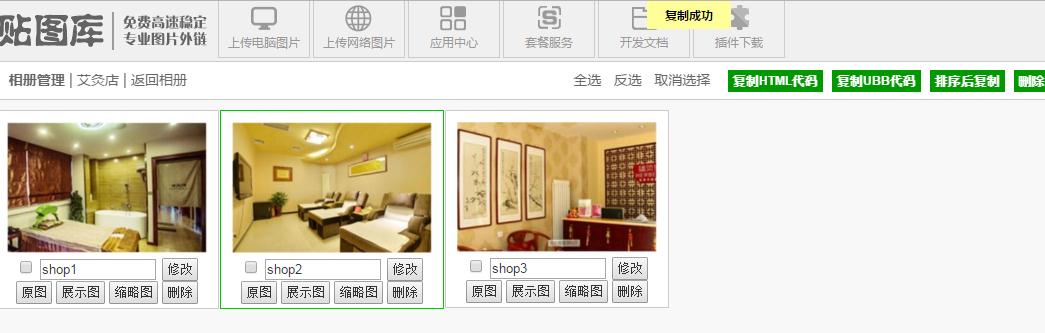 贴图库 免费高速稳定
专业图片外链
上传电脑图片 上传网络图片 应用中心 套餐服务 开发文档 插件下载
复制成功
相册管理 | 艾灸店 | 返回相册 全选 反选 取消选择 复制HTML代码 复制UBB代码 排序后复制 删除
shop1 修改 shop2 修改 shop3 修改
原图 展示图 缩略图 删除 原图 展示图 缩略图 删除 原图 展示图 缩略图 删除